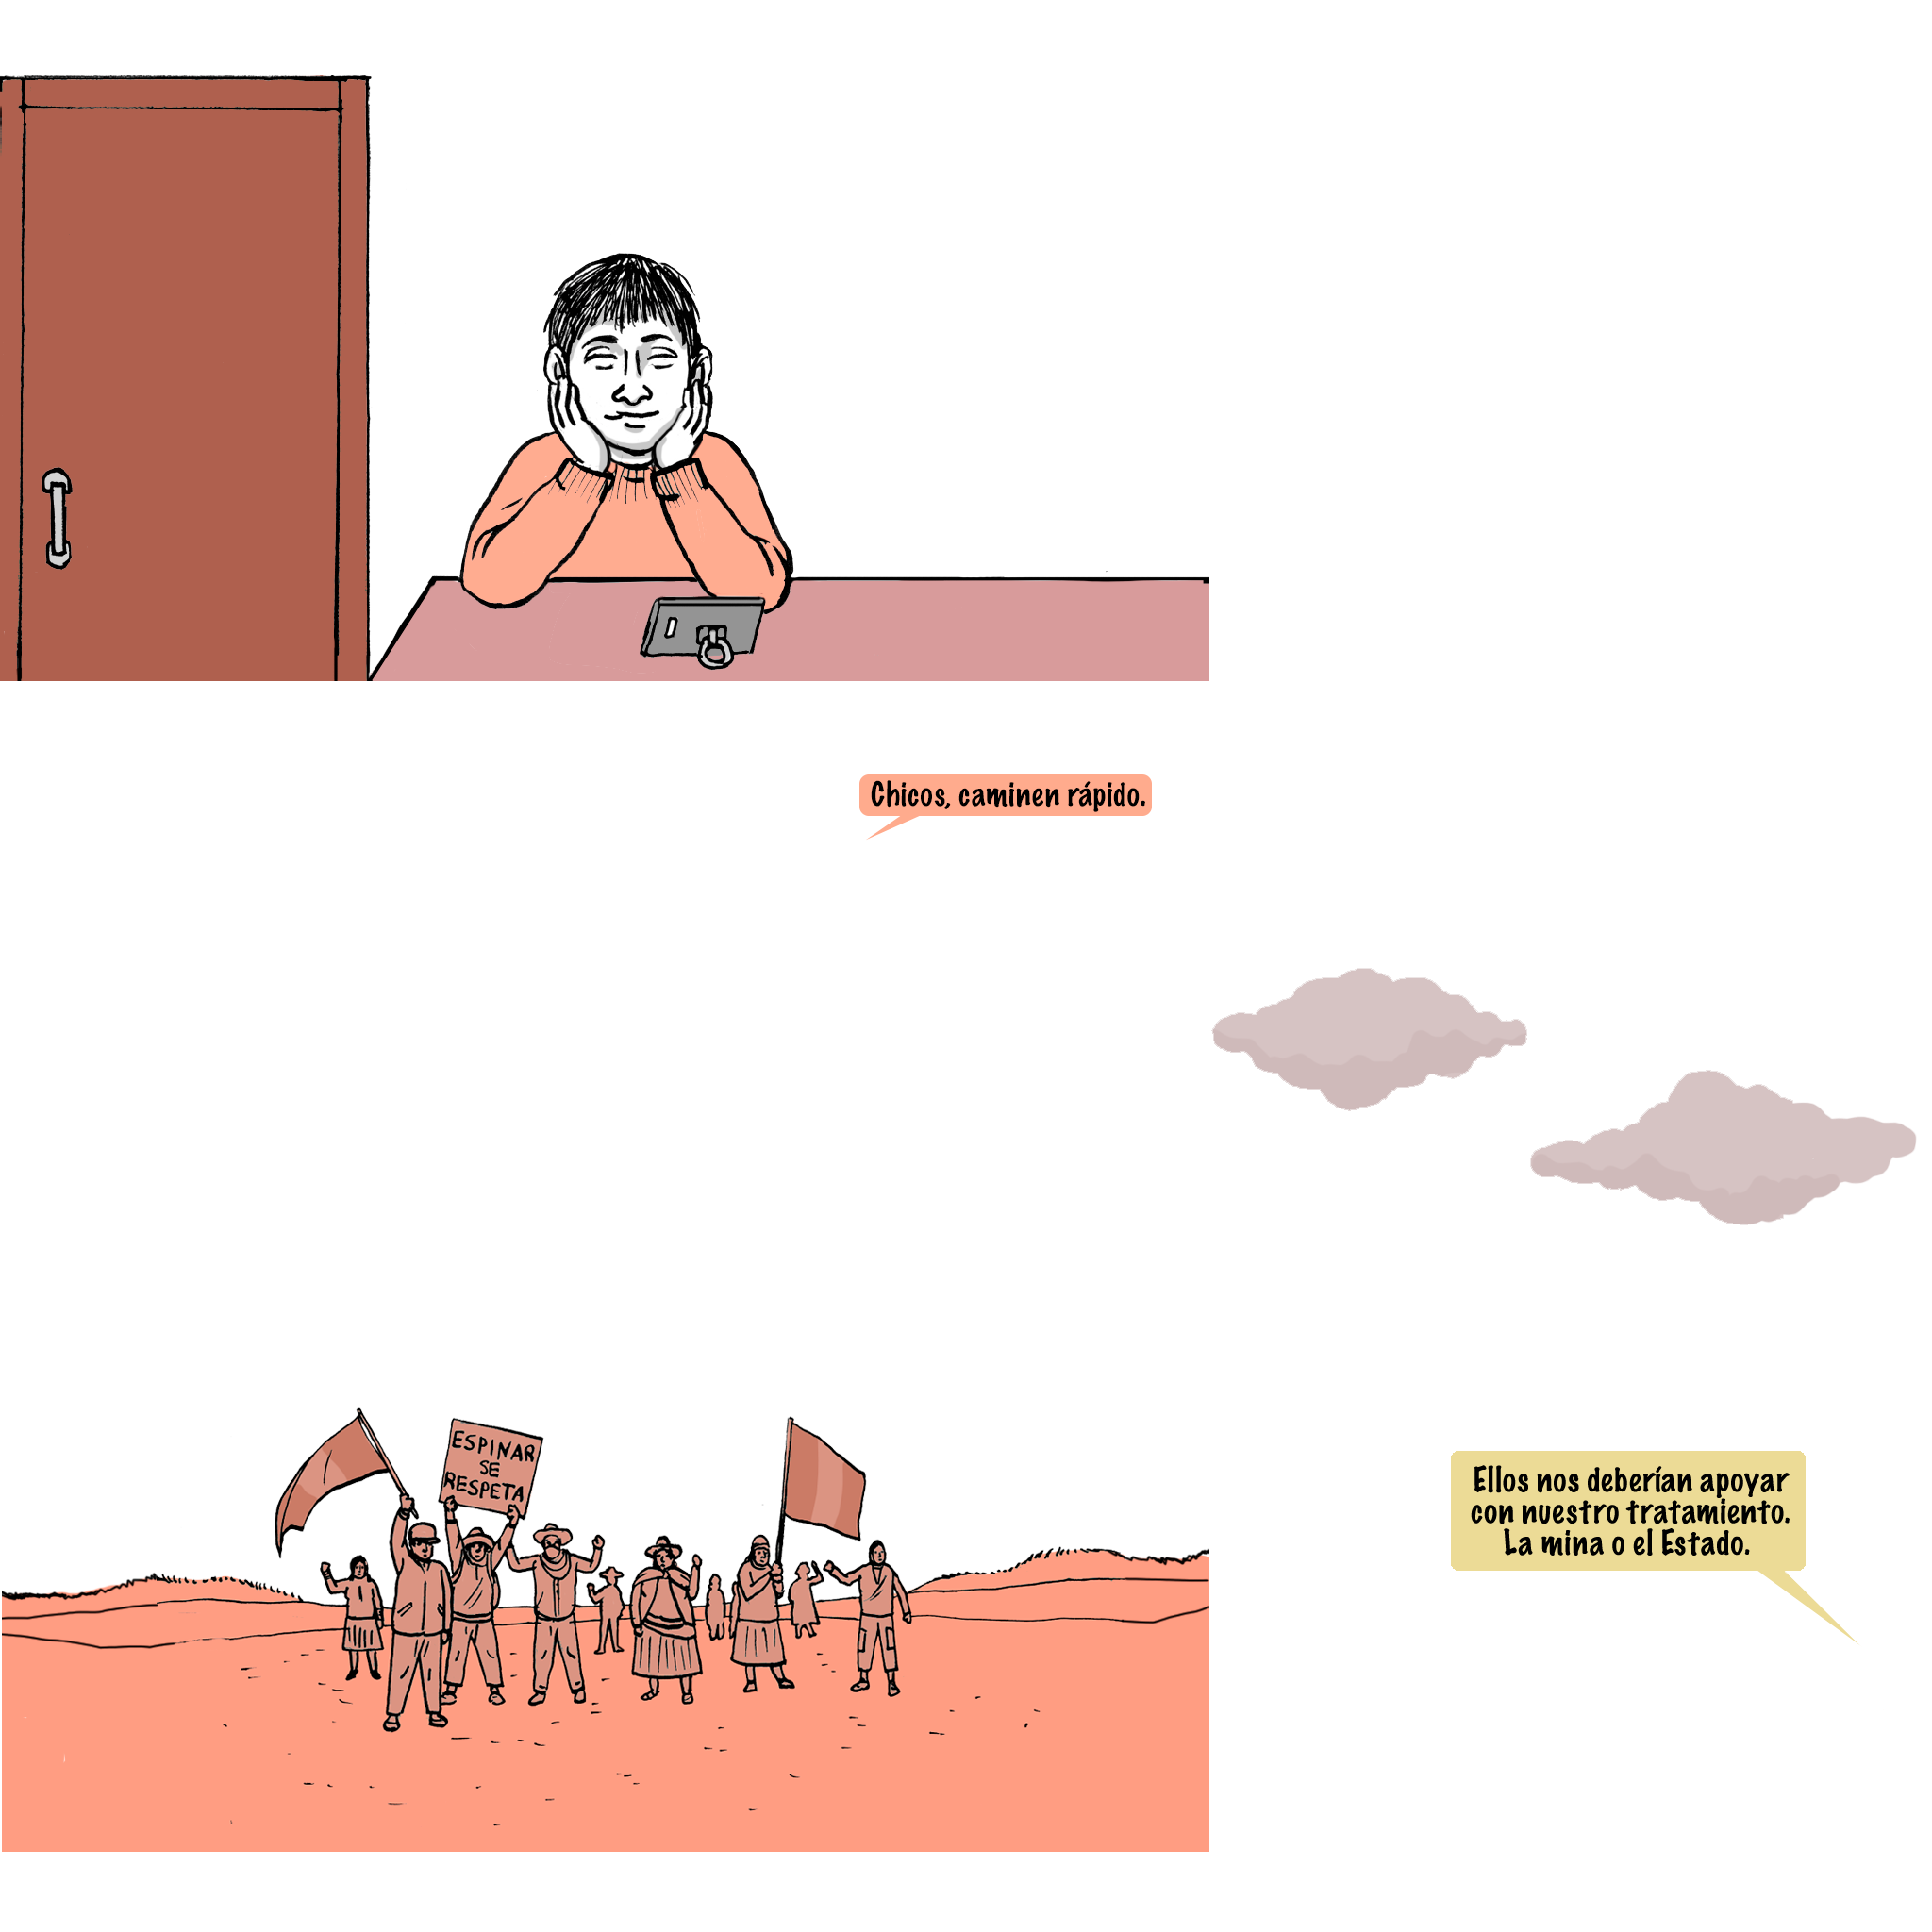 Chicos, caminen rápido.
ESPINAR
SE
RESPETA
Ellos nos deberían apoyar
con nuestro tratamiento.
La mina o el Estado.